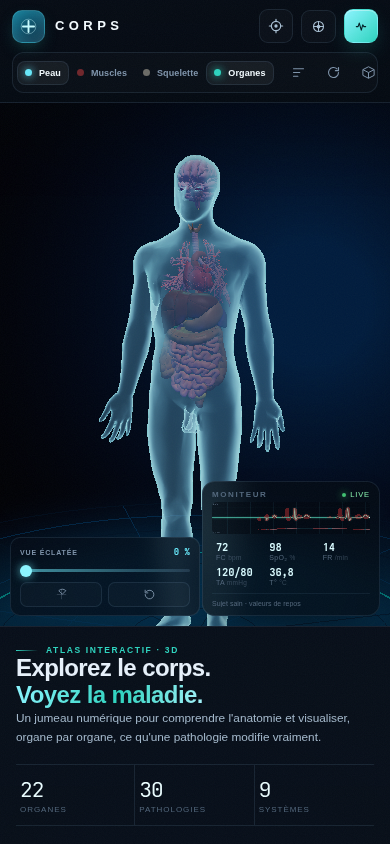 CORPS
Peau Muscles Squelette Organes
MONITEUR LIVE
72 98 14
FC bpm SpO₂ % FR /min
120/80 36,8
TA mmHg T° °C
Sujet sain · valeurs de repos
VUE ÉCLATÉE 0 %
ATLAS INTERACTIF · 3D
Explorez le corps.
Voyez la maladie.
Un jumeau numérique pour comprendre l'anatomie et visualiser,
organe par organe, ce qu'une pathologie modifie vraiment.
22 30 9
ORGANES PATHOLOGIES SYSTÈMES